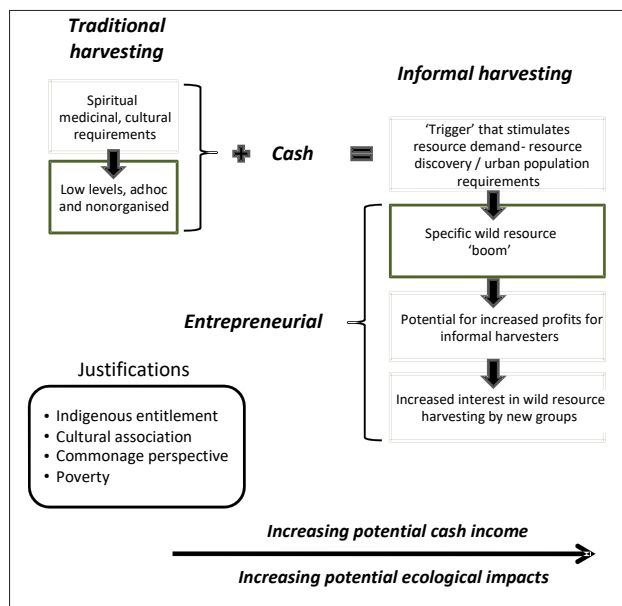 Traditional
harvesting
Spiritual
medicinal, cultural
requirements
Low levels, adhoc
and nonorganised
+ Cash =
Informal harvesting
‘Trigger’ that stimulates
resource demand- resource
discovery / urban population
requirements
Specific wild resource
‘boom’
Entrepreneurial
Potential for increased profits for
informal harvesters
Increased interest in wild resource
harvesting by new groups
Justifications
• Indigenous entitlement
• Cultural association
• Commonage perspective
• Poverty
Increasing potential cash income
Increasing potential ecological impacts